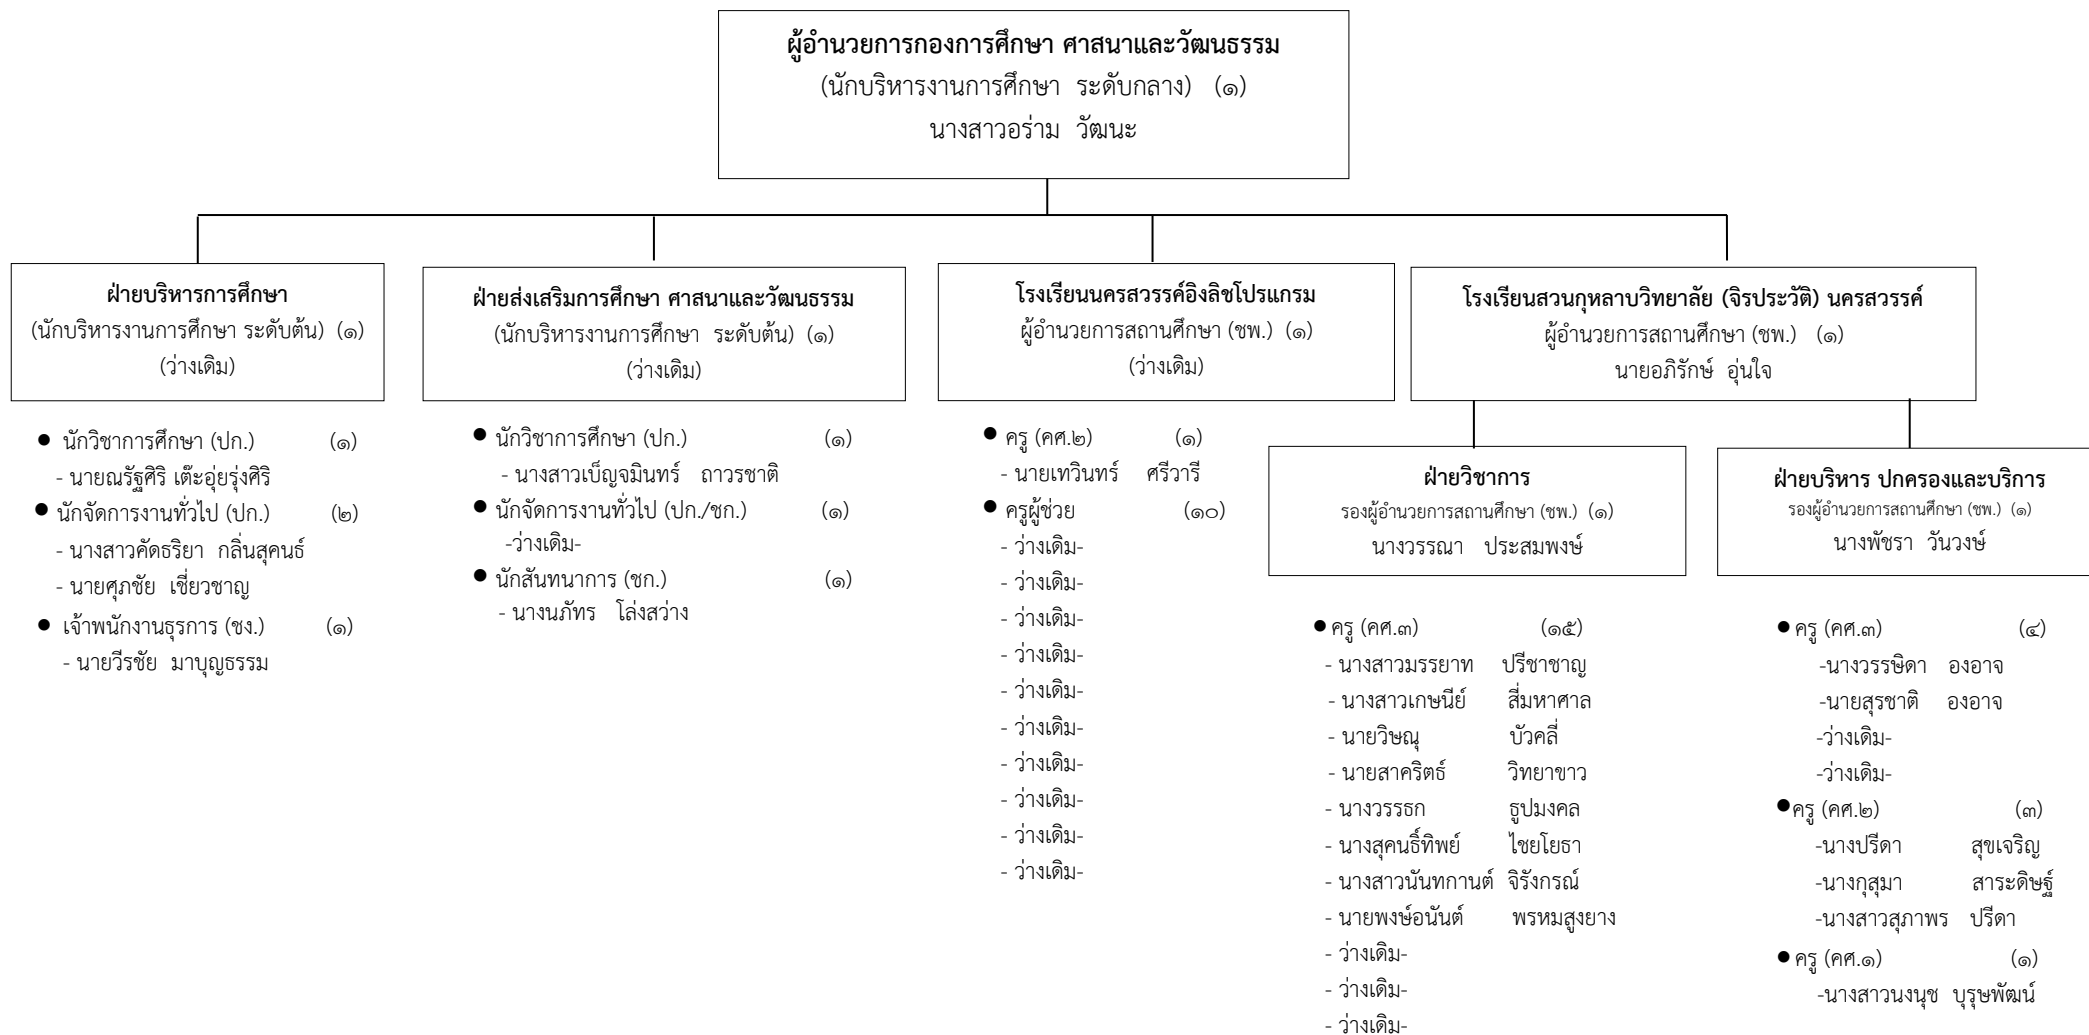 ผู้อำนวยการกองการศึกษา ศาสนาและวัฒนธรรม
(นักบริหารงานการศึกษา ระดับกลาง) (๑)
นางสาวอร่าม วัฒนะ
ฝ่ายบริหารการศึกษา
(นักบริหารงานการศึกษา ระดับต้น) (๑)
(ว่างเดิม)
● นักวิชาการศึกษา (ปก.) (๑)
- นายณรัฐศิริ เต๊ะอุ่ยรุ่งศิริ
● นักจัดการงานทั่วไป (ปก.) (๒)
- นางสาวคัดธริยา กลิ่นสุคนธ์
- นายศุภชัย เชี่ยวชาญ
● เจ้าพนักงานธุรการ (ชง.) (๑)
- นายวีรชัย มาบุญธรรม
ฝ่ายส่งเสริมการศึกษา ศาสนาและวัฒนธรรม
(นักบริหารงานการศึกษา ระดับต้น) (๑)
(ว่างเดิม)
● นักวิชาการศึกษา (ปก.) (๑)
- นางสาวเบ็ญจมินทร์ ถาวรชาติ
● นักจัดการงานทั่วไป (ปก./ชก.) (๑)
-ว่างเดิม-
● นักสันทนาการ (ชก.) (๑)
- นางนภัทร โล่งสว่าง
โรงเรียนนครสวรรค์อิงลิชโปรแกรม
ผู้อำนวยการสถานศึกษา (ชพ.) (๑)
(ว่างเดิม)
● ครู (คศ.๒) (๑)
- นายเทวินทร์ ศรีวารี
● ครูผู้ช่วย (๑๐)
- ว่างเดิม-
- ว่างเดิม-
- ว่างเดิม-
- ว่างเดิม-
- ว่างเดิม-
- ว่างเดิม-
- ว่างเดิม-
- ว่างเดิม-
- ว่างเดิม-
- ว่างเดิม-
โรงเรียนสวนกุหลาบวิทยาลัย (จิรประวัติ) นครสวรรค์
ผู้อำนวยการสถานศึกษา (ชพ.) (๑)
นายอภิรักษ์ อุ่นใจ
ฝ่ายวิชาการ
รองผู้อำนวยการสถานศึกษา (ชพ.) (๑)
นางวรรณา ประสมพงษ์
● ครู (คศ.๓) (๑๕)
- นางสาวมรรยาท ปรีชาชาญ
- นางสาวเกษนีย์ สี่มหาศาล
- นายวิษณุ บัวคลี่
- นายสาคริตธ์ วิทยาขาว
- นางวรรธก ธูปมงคล
- นางสุคนธิ์ทิพย์ ไชยโยธา
- นางสาวนันทกานต์ จิรังกรณ์
- นายพงษ์อนันต์ พรหมสูงยาง
- ว่างเดิม-
- ว่างเดิม-
- ว่างเดิม-
ฝ่ายบริหาร ปกครองและบริการ
รองผู้อำนวยการสถานศึกษา (ชพ.) (๑)
นางพัชรา วันวงษ์
● ครู (คศ.๓) (๔)
-นางวรรษิดา องอาจ
-นายสุรชาติ องอาจ
-ว่างเดิม-
-ว่างเดิม-
● ครู (คศ.๒) (๓)
-นางปรีดา สุขเจริญ
-นางกุสุมา สาระดิษฐ์
-นางสาวสุภาพร ปรีดา
● ครู (คศ.๑) (๑)
-นางสาวนงนุช บุรุษพัฒน์